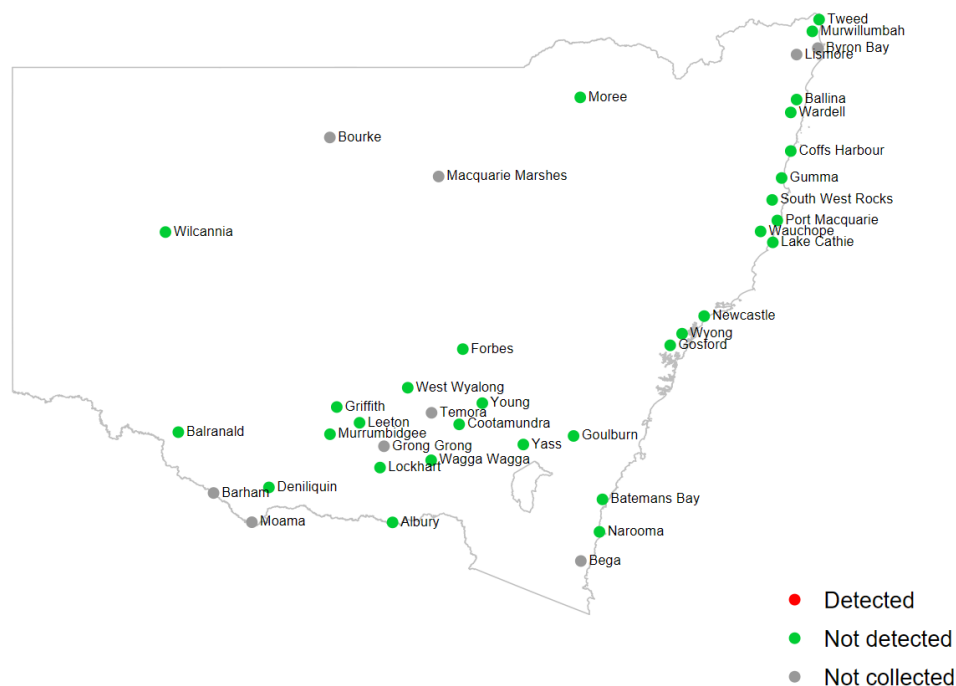 Tweed
Murwillumbah
Byron Bay
Lismore
Moree
Ballina
Wardell
Bourke
Coffs Harbour
Macquarie Marshes
Gumma
South West Rocks
Port Macquarie
Wilcannia
Wauchope
Lake Cathie
Newcastle
Wyong
Gosford
Forbes
West Wyalong
Young
Griffith
Temora
Leeton
Cootamundra
Balranald
Murrumbidgee
Goulburn
Grong Grong
Yass
Wagga Wagga
Lockhart
Deniliquin
Barham
Batemans Bay
Moama
Albury
Narooma
Bega
Detected
Not detected
Not collected